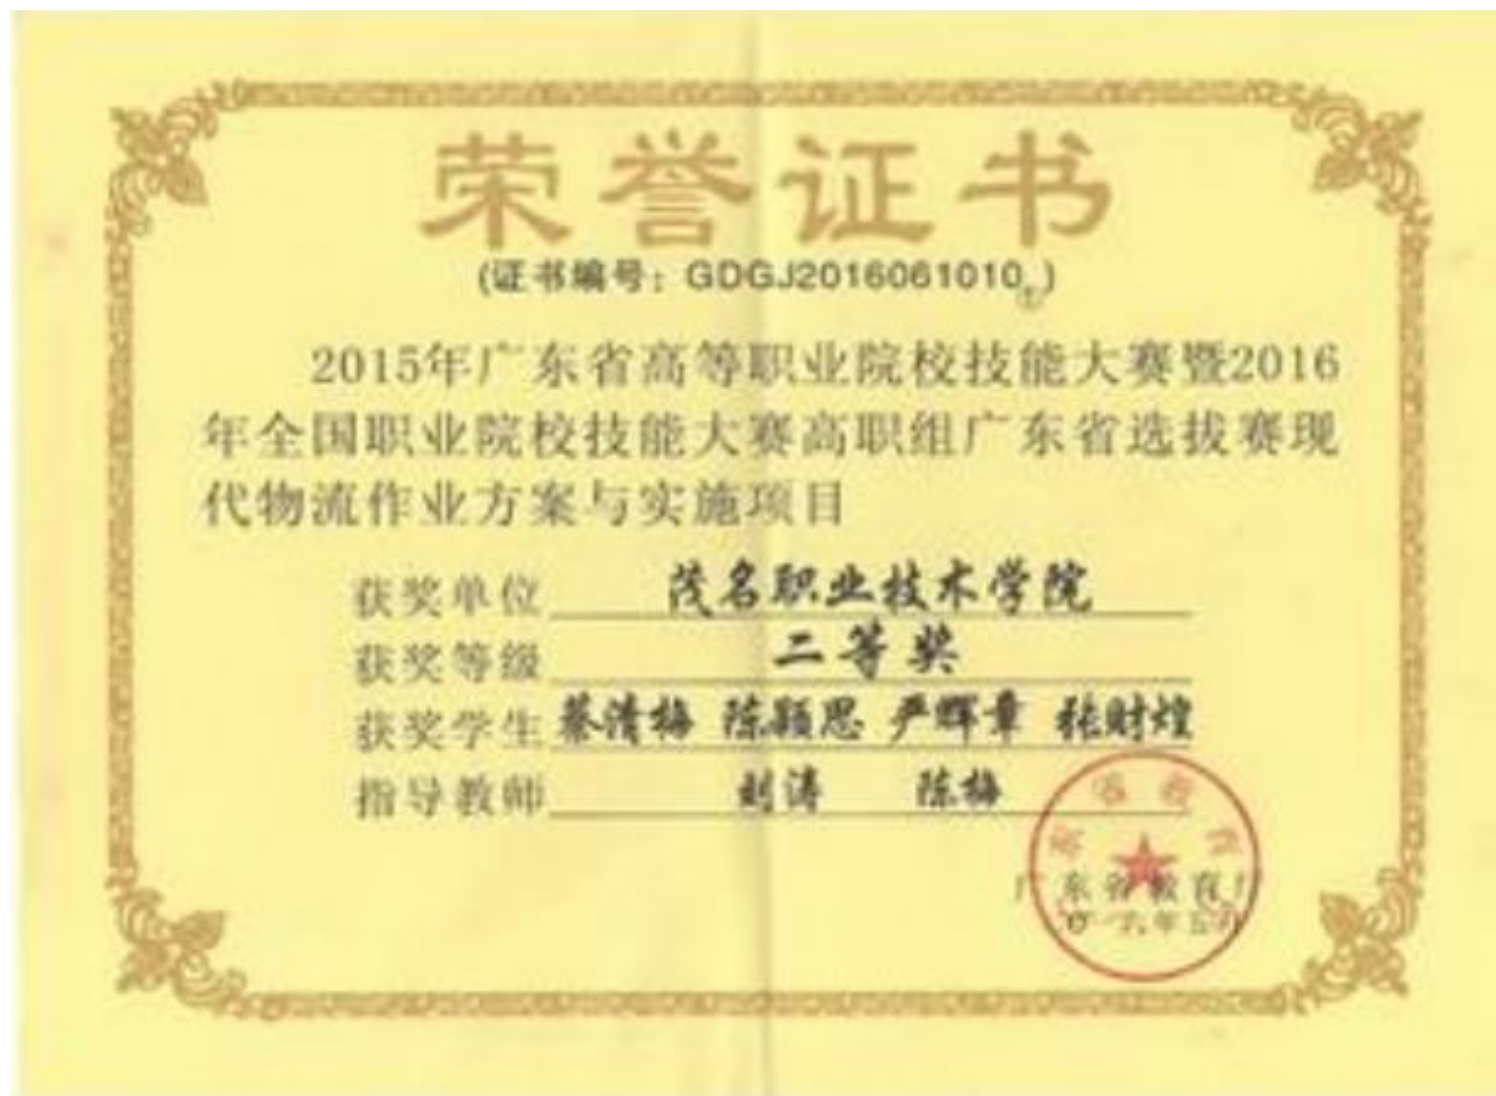 荣誉证书
(证书编号：GDGJ2016061010)
2015年广东省高等职业院校技能大赛暨2016
年全国职业院校技能大赛高职组广东省选拔赛现
代物流作业方案与实施项目
获奖单位 茂名职业技术学院
获奖等级 二等奖
获奖学生 蔡清梅 陈颖思 严辉章 张财煌
指导教师 刘涛 陈梅
广东省教育厅